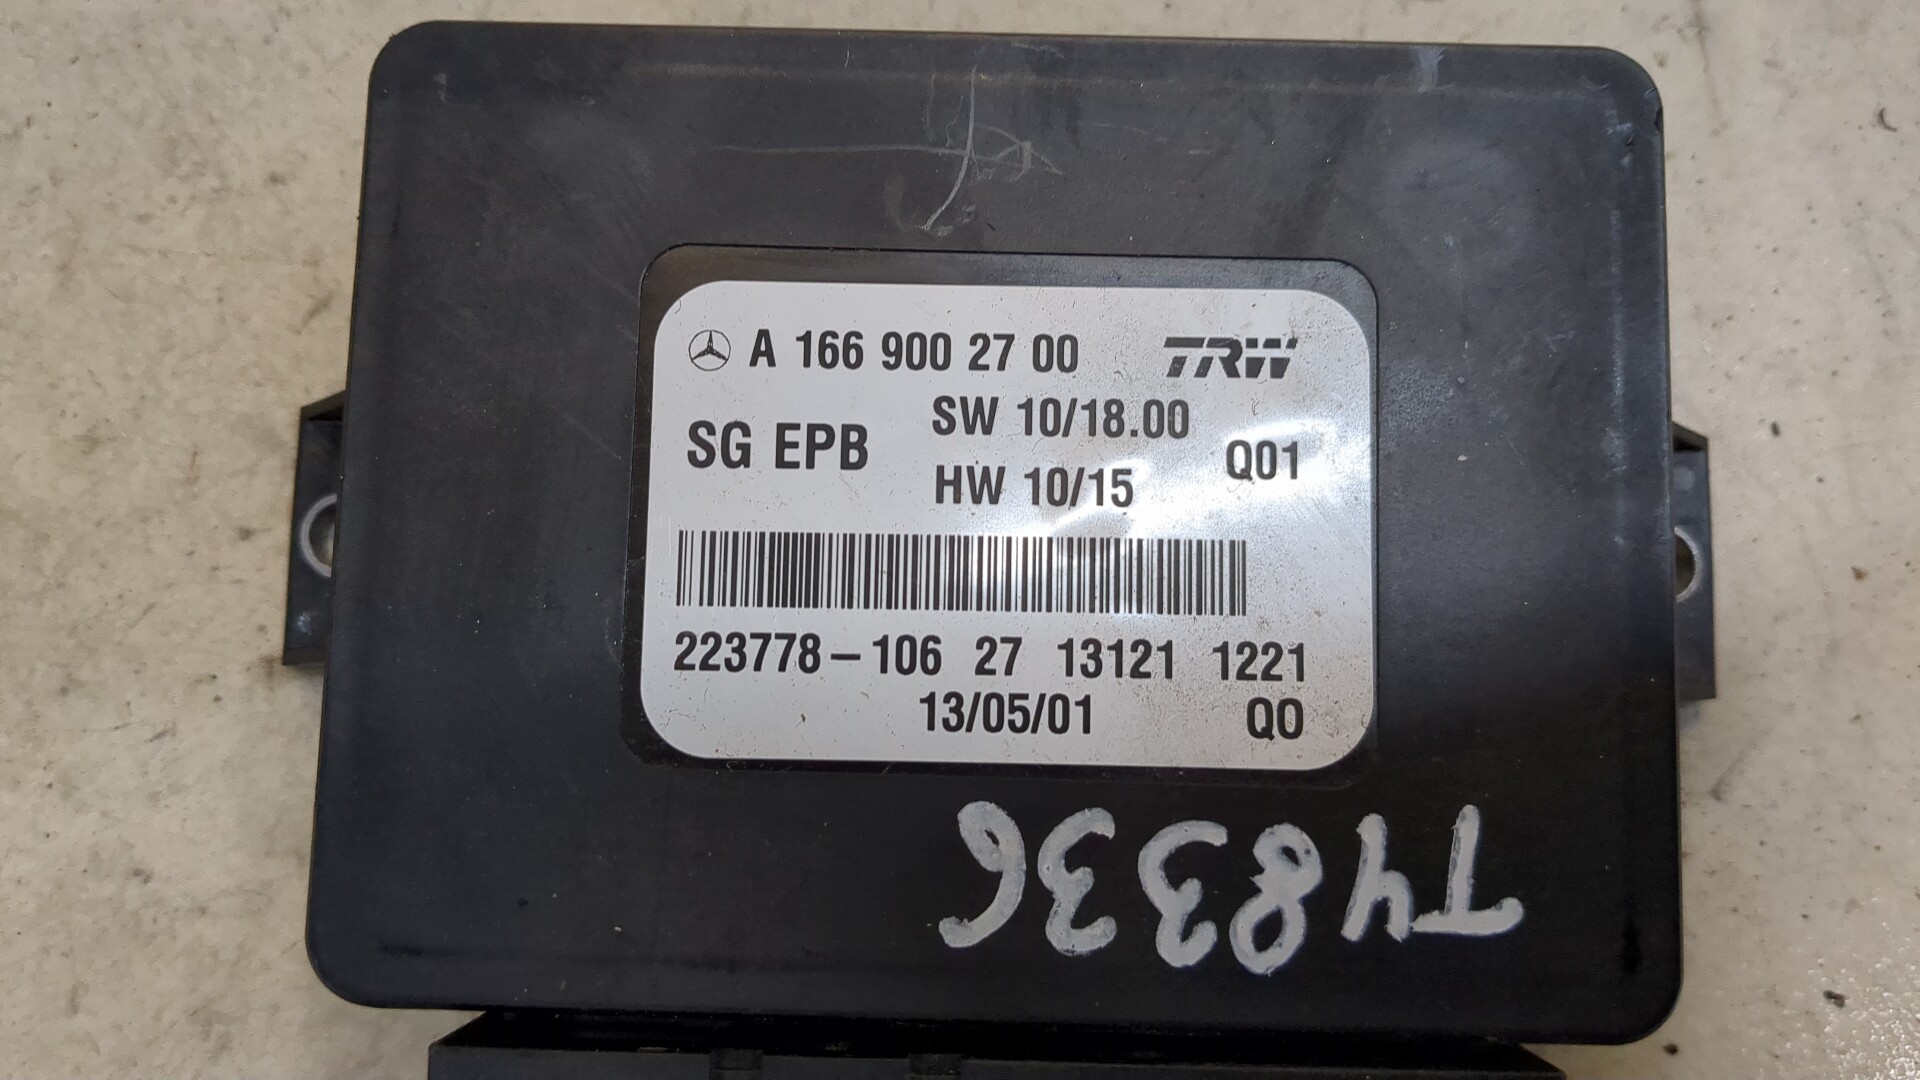 A 166 900 27 00 TRW
SG EPB
SW 10/18.00
HW 10/15
Q01
223778-106 27 13121 1221
13/05/01 Q0
T48336